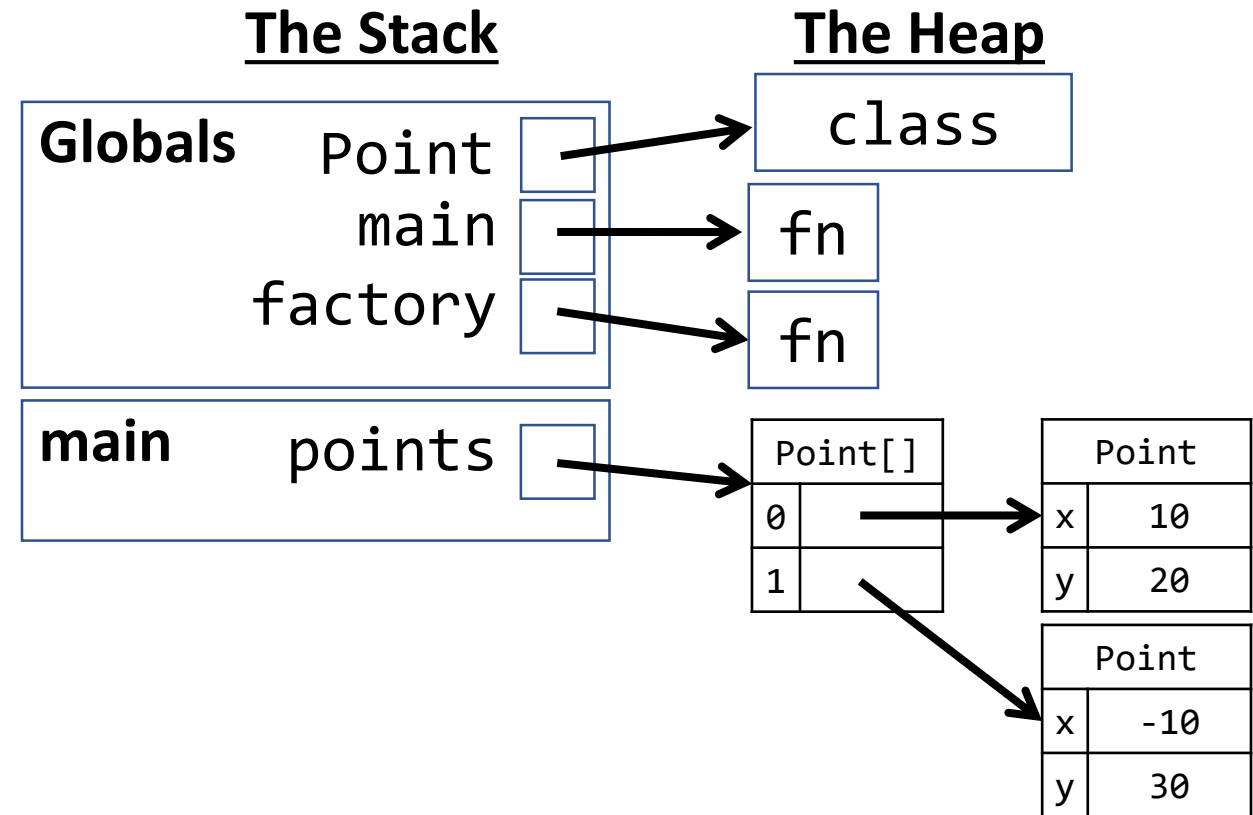 The Stack
The Heap
Globals
Point
main
factory
class
fn
fn
main
points
Point[]
0
1
Point
x 10
y 20
Point
x -10
y 30